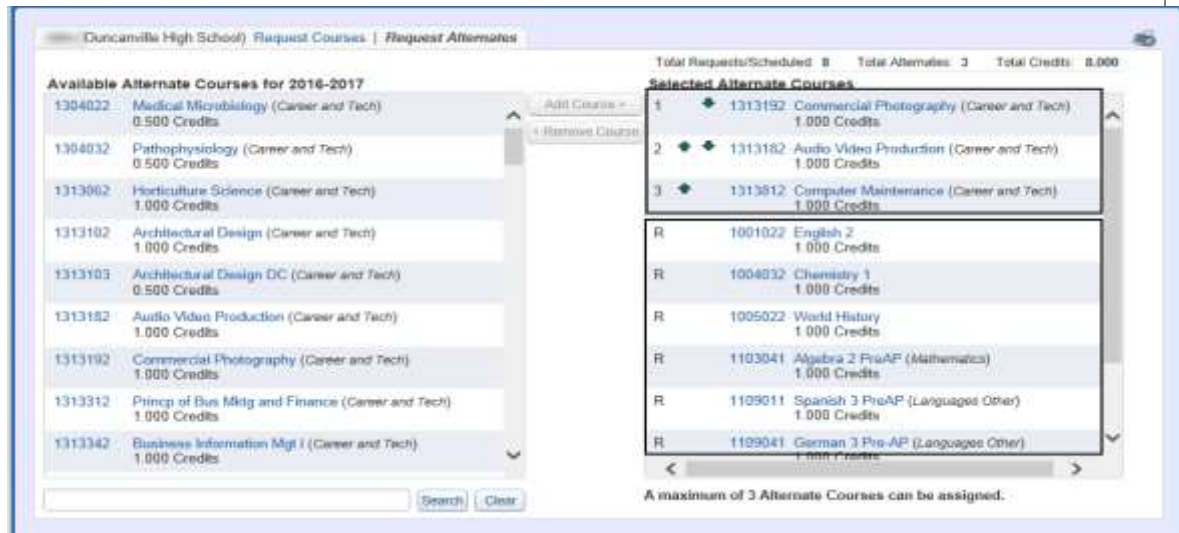 Duncanville High School) Request Courses | Request Alternates
Total Requests/Scheduled 8 Total Alternates 3 Total Credits 8.000
Available Alternate Courses for 2016-2017
1304022 Medical Microbiology (Career and Tech)
0.500 Credits
1304032 Pathophysiology (Career and Tech)
0.500 Credits
1313062 Horticulture Science (Career and Tech)
1.000 Credits
1313102 Architectural Design (Career and Tech)
1.000 Credits
1313103 Architectural Design DC (Career and Tech)
0.500 Credits
1313182 Audio Video Production (Career and Tech)
1.000 Credits
1313192 Commercial Photography (Career and Tech)
1.000 Credits
1313312 Princp of Bus Mktg and Finance (Career and Tech)
1.000 Credits
1313342 Business Information Mgt I (Career and Tech)
1.000 Credits
Search Clear
Add Course »
« Remove Course
Selected Alternate Courses
1 1313192 Commercial Photography (Career and Tech)
1.000 Credits
2 1313182 Audio Video Production (Career and Tech)
1.000 Credits
3 1313812 Computer Maintenance (Career and Tech)
1.000 Credits
R 1001022 English 2
1.000 Credits
R 1004032 Chemistry 1
1.000 Credits
R 1005022 World History
1.000 Credits
R 1103041 Algebra 2 PreAP (Mathematics)
1.000 Credits
R 1109011 Spanish 3 PreAP (Languages Other)
1.000 Credits
R 1109041 German 3 Pre-AP (Languages Other)
1.000 Credits
A maximum of 3 Alternate Courses can be assigned.